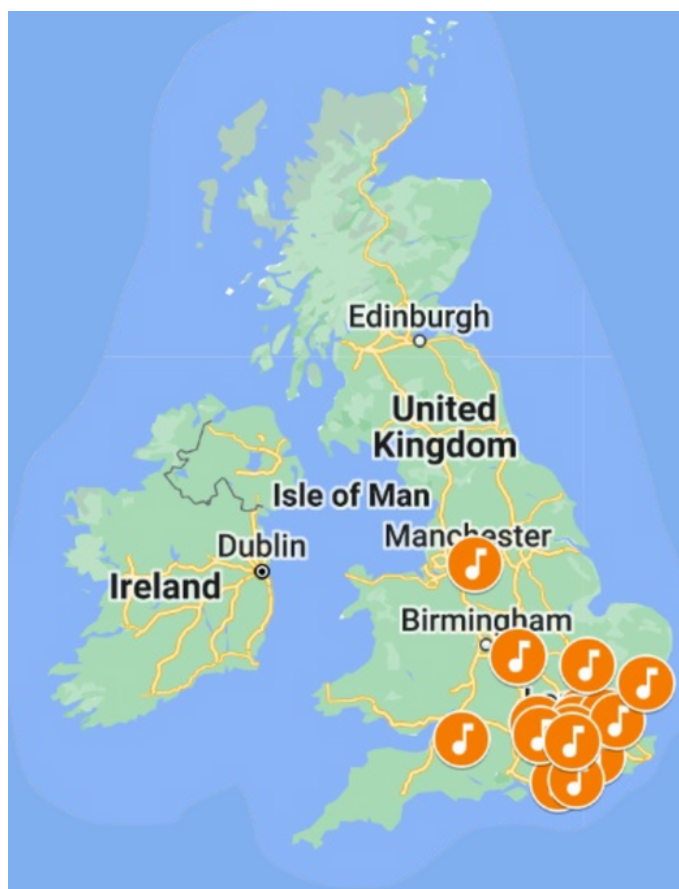 Edinburgh
United
Kingdom
Isle of Man
Manchester
Dublin
Ireland
Birmingham